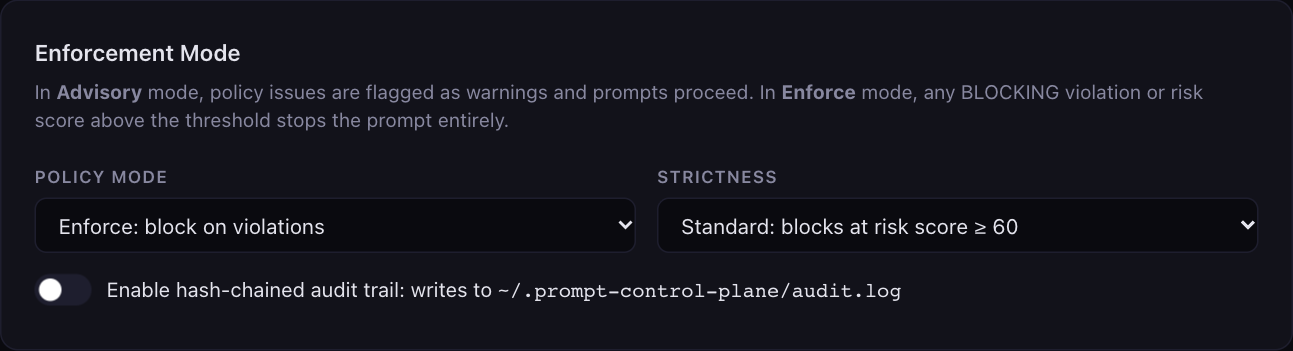 Enforcement Mode
In Advisory mode, policy issues are flagged as warnings and prompts proceed. In Enforce mode, any BLOCKING violation or risk
score above the threshold stops the prompt entirely.
POLICY MODE
STRICTNESS
Enforce: block on violations
Standard: blocks at risk score ≥ 60
Enable hash-chained audit trail: writes to ~/.prompt-control-plane/audit.log